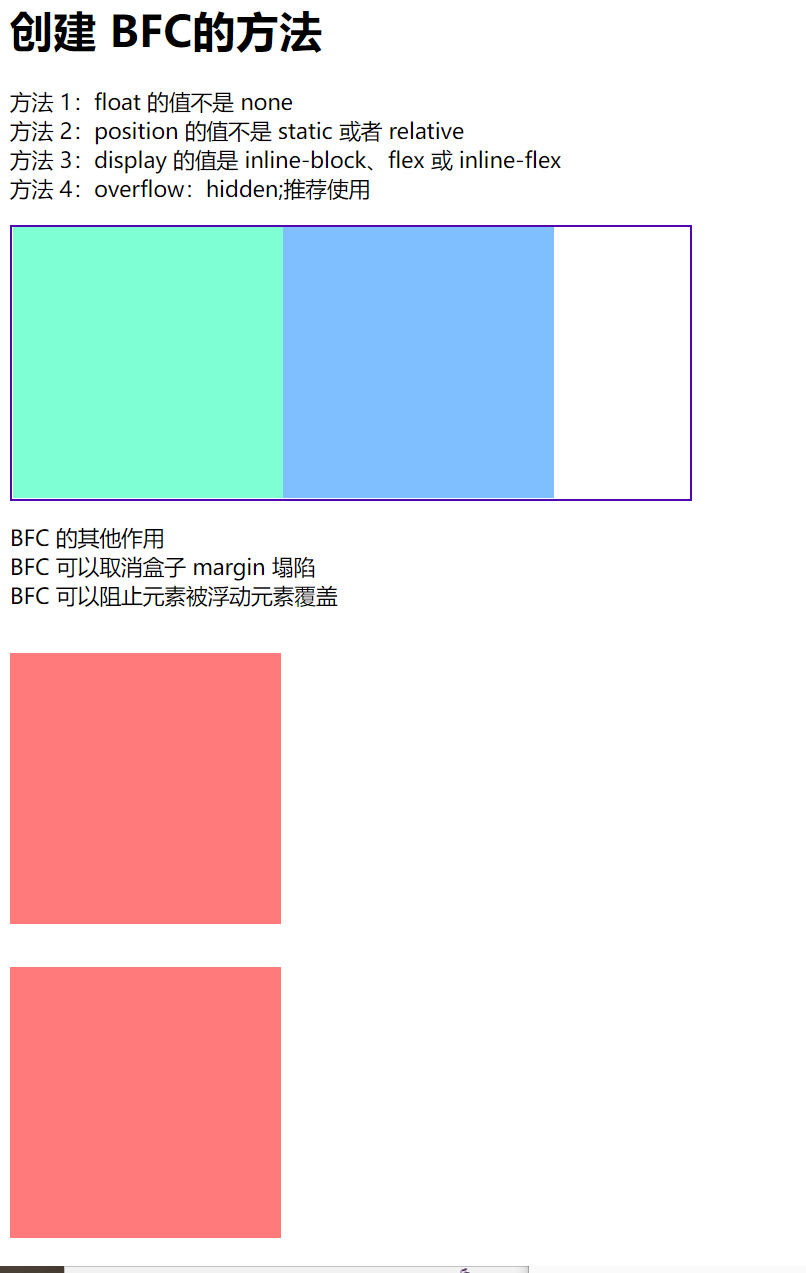 创建 BFC的方法
方法 1：float 的值不是 none
方法 2：position 的值不是 static 或者 relative
方法 3：display 的值是 inline-block、flex 或 inline-flex
方法 4：overflow：hidden;推荐使用
BFC 的其他作用
BFC 可以取消盒子 margin 塌陷
BFC 可以阻止元素被浮动元素覆盖